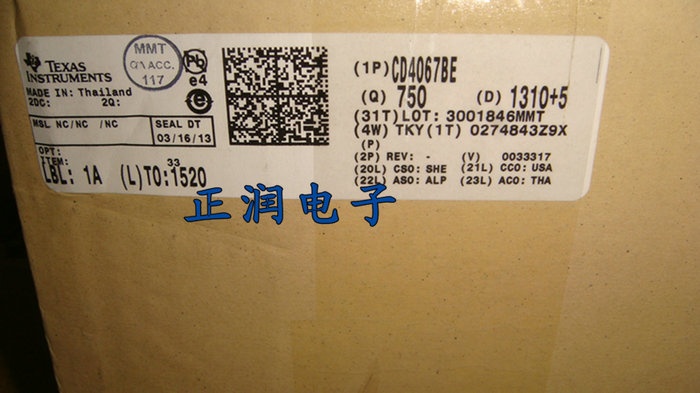 TEXAS
INSTRUMENTS
MMT
QA ACC.
117
Pb
e4
e
MADE IN: Thailand
2DC: 2Q:
MSL NC/NC /NC
SEAL DT
03/16/13
OPT:
ITEM:
33
LBL: 1A (L)TO:1520
(1P) CD4067BE
(Q) 750 (D) 1310+5
(31T)LOT: 3001846MMT
(4W) TKY(1T) 0274843Z9X
(P)
(2P) REV: - (V) 0033317
(20L) CSO: SHE (21L) CCO: USA
(22L) ASO: ALP (23L) ACO: THA
正润电子